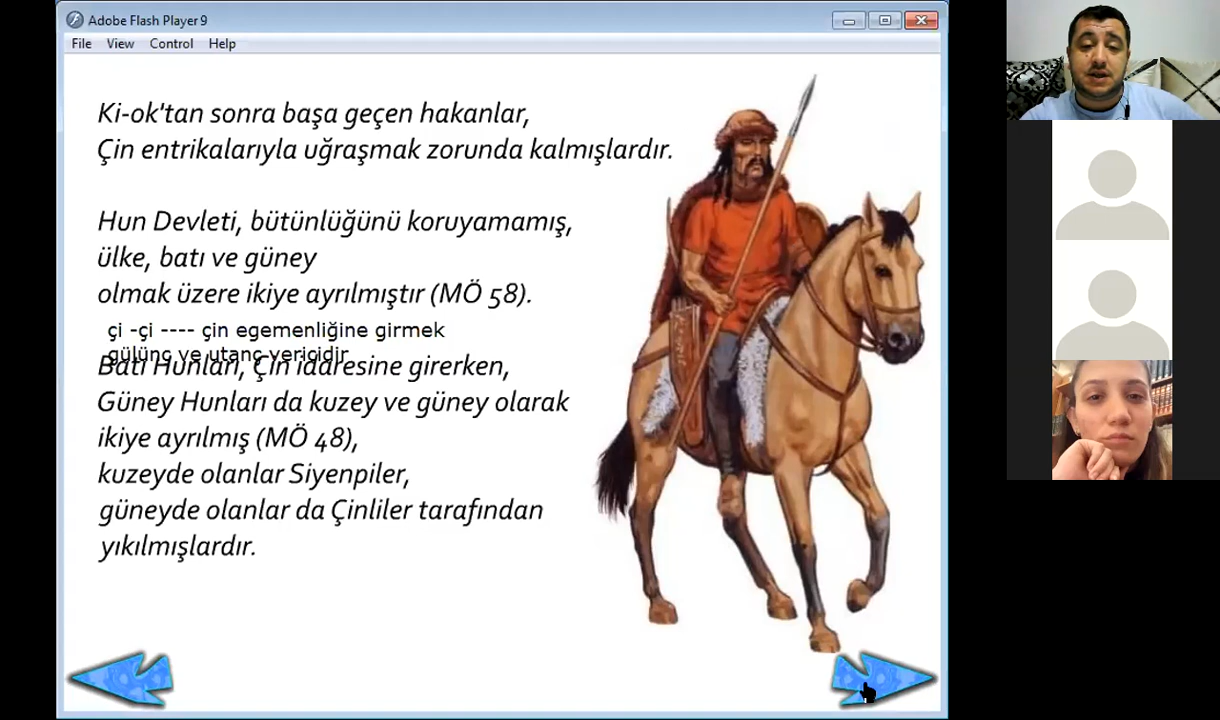 Adobe Flash Player 9
File View Control Help
Ki-ok'tan sonra başa geçen hakanlar,
Çin entrikalarıyla uğraşmak zorunda kalmışlardır.
Hun Devleti, bütünlüğünü koruyamamış,
ülke, batı ve güney
olmak üzere ikiye ayrılmıştır (MÖ 58).
çi -çi ---- çin egemenliğine girmek
gülünç ve utanç vericidir
Batı Hunları, Çin idaresine girerken,
Güney Hunları da kuzey ve güney olarak
ikiye ayrılmış (MÖ 48),
kuzeyde olanlar Siyenpiler,
güneyde olanlar da Çinliler tarafından
yıkılmışlardır.